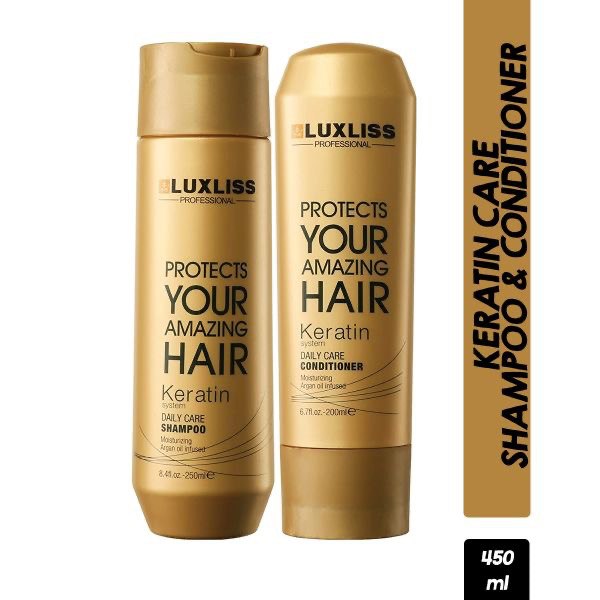 LUXLISS
PROFESSIONAL
PROTECTS
YOUR
AMAZING
HAIR
Keratin
system
DAILY CARE
SHAMPOO
Moisturizing
Argan oil infused
8.4fl.oz.-250ml℮
LUXLISS
PROFESSIONAL
PROTECTS
YOUR
AMAZING
HAIR
Keratin
system
DAILY CARE
CONDITIONER
Moisturizing
Argan oil infused
6.7fl.oz.-200ml℮
KERATIN CARE
SHAMPOO & CONDITIONER
450
ml